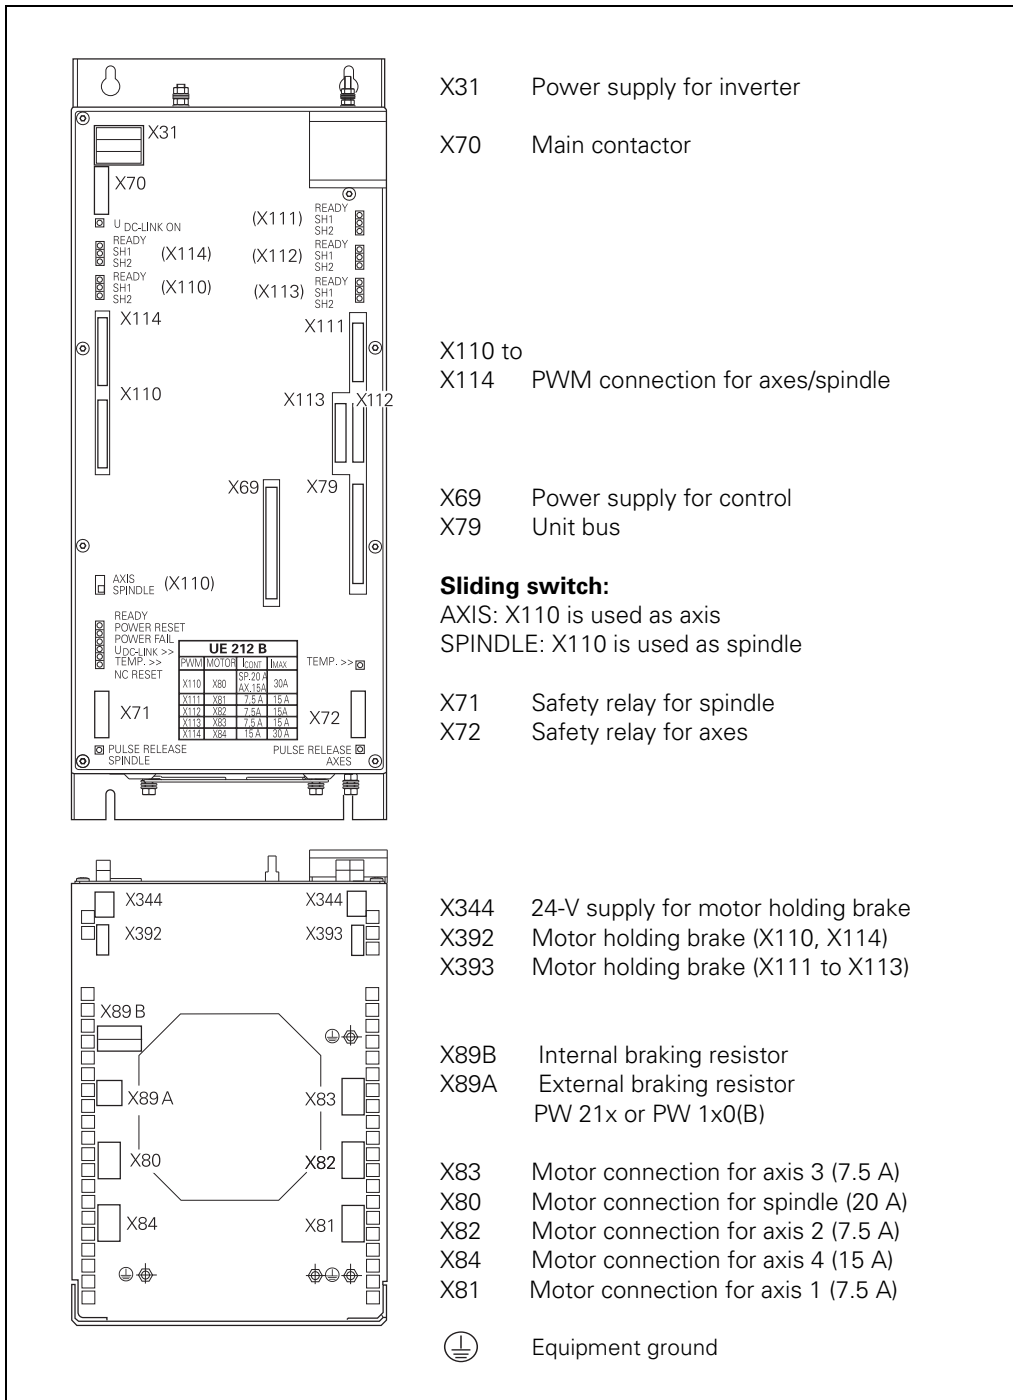 X31
X70
U DC-LINK ON
READY
SH1
SH2
(X114)
READY
SH1
SH2
(X110)
(X111)
READY
SH1
SH2
(X112)
READY
SH1
SH2
(X113)
READY
SH1
SH2
X114
X111
X110
X113
X112
X69
X79
AXIS
SPINDLE
(X110)
READY
POWER RESET
POWER FAIL
UDC-LINK >>
TEMP. >>
NC RESET
UE 212 B
PWM MOTOR ICONT IMAX
X110 X80 SP.20 A AX.15A 30A
X111 X81 7,5 A 15 A
X112 X82 7,5A 15A
X113 X83 7,5 A 15 A
X114 X84 15 A 30 A
TEMP. >>
X71
X72
PULSE RELEASE
SPINDLE
PULSE RELEASE
AXES
X344
X344
X392
X393
X89 B
X89 A
X83
X80
X82
X84
X81
X31 Power supply for inverter
X70 Main contactor
X110 to
X114 PWM connection for axes/spindle
X69 Power supply for control
X79 Unit bus
Sliding switch:
AXIS: X110 is used as axis
SPINDLE: X110 is used as spindle
X71 Safety relay for spindle
X72 Safety relay for axes
X344 24-V supply for motor holding brake
X392 Motor holding brake (X110, X114)
X393 Motor holding brake (X111 to X113)
X89B Internal braking resistor
X89A External braking resistor
PW 21x or PW 1x0(B)
X83 Motor connection for axis 3 (7.5 A)
X80 Motor connection for spindle (20 A)
X82 Motor connection for axis 2 (7.5 A)
X84 Motor connection for axis 4 (15 A)
X81 Motor connection for axis 1 (7.5 A)
Equipment ground